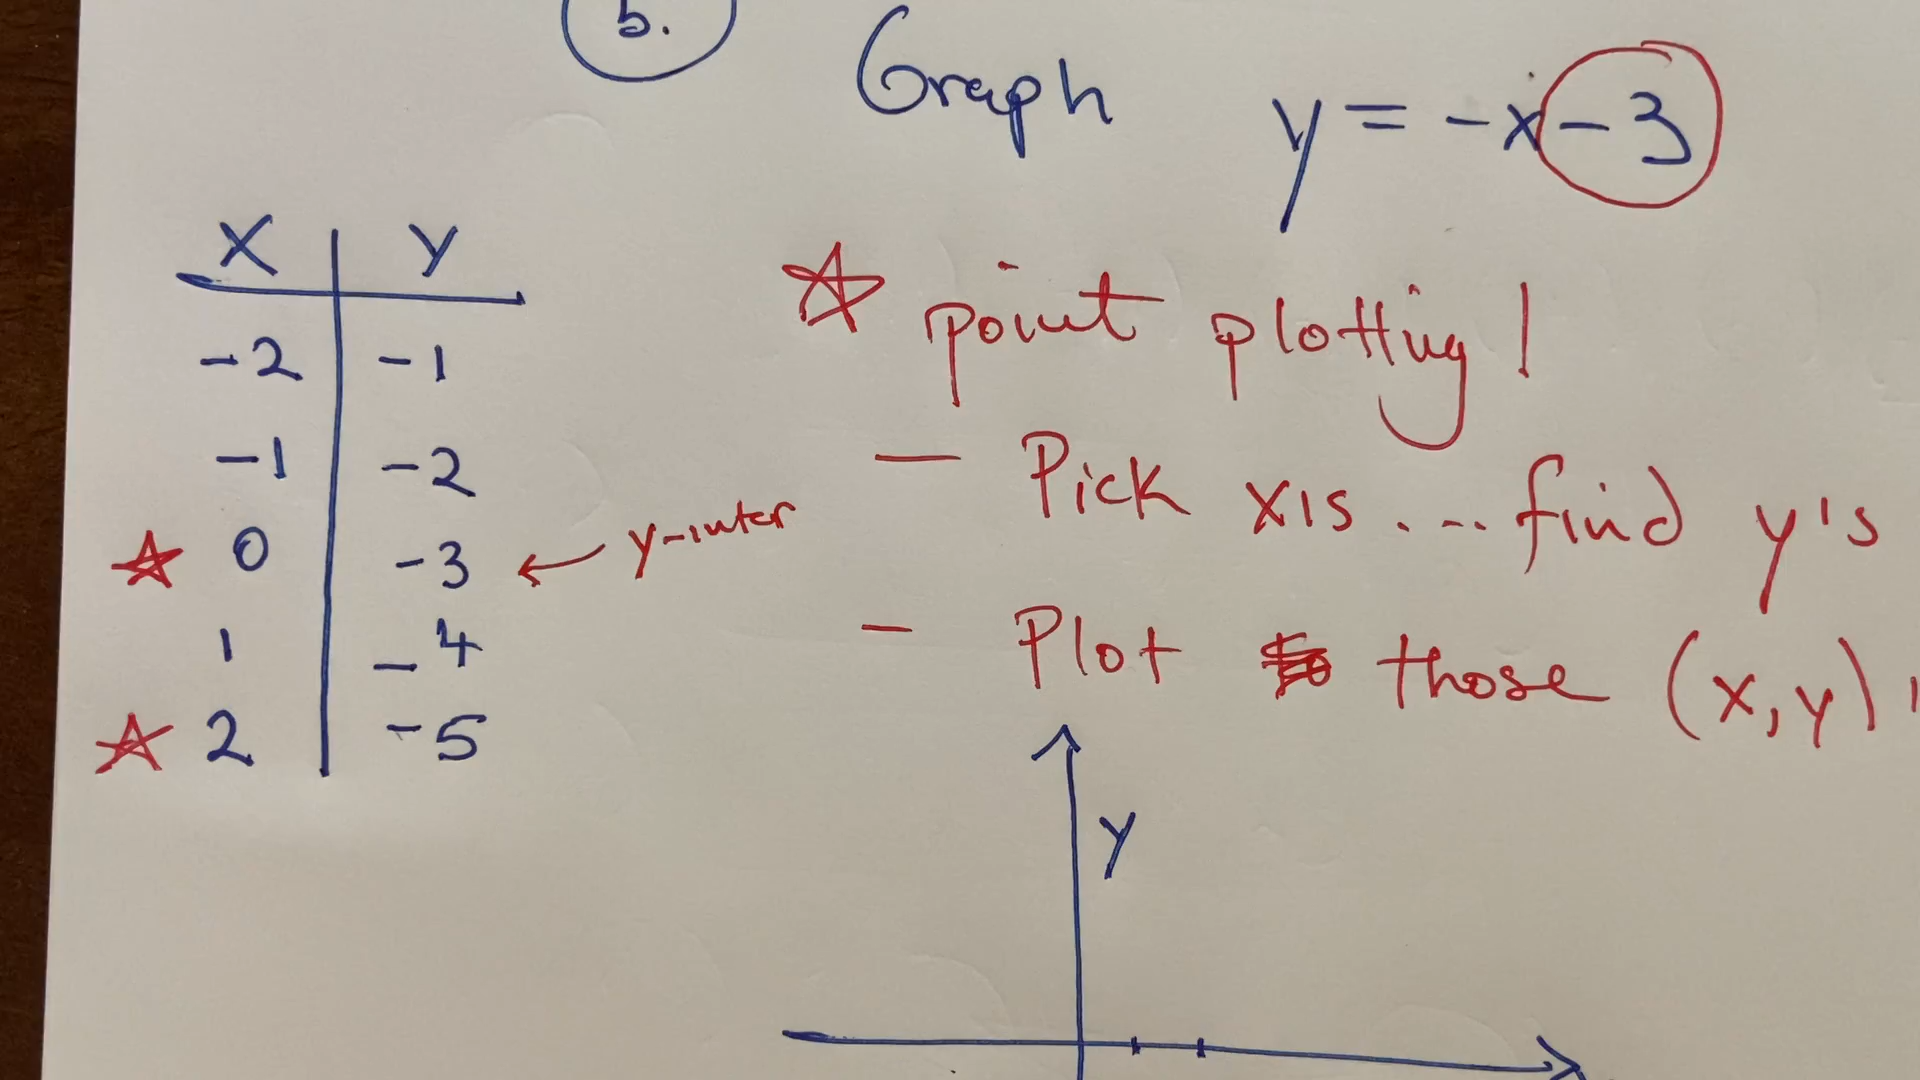 b.
Graph y = -x - 3
x y
-2 -1
-1 -2
0 -3 ← y-inter
1 -4
2 -5
☆ point plotting!
— Pick x's ... find y's
- Plot those (x,y)'
y